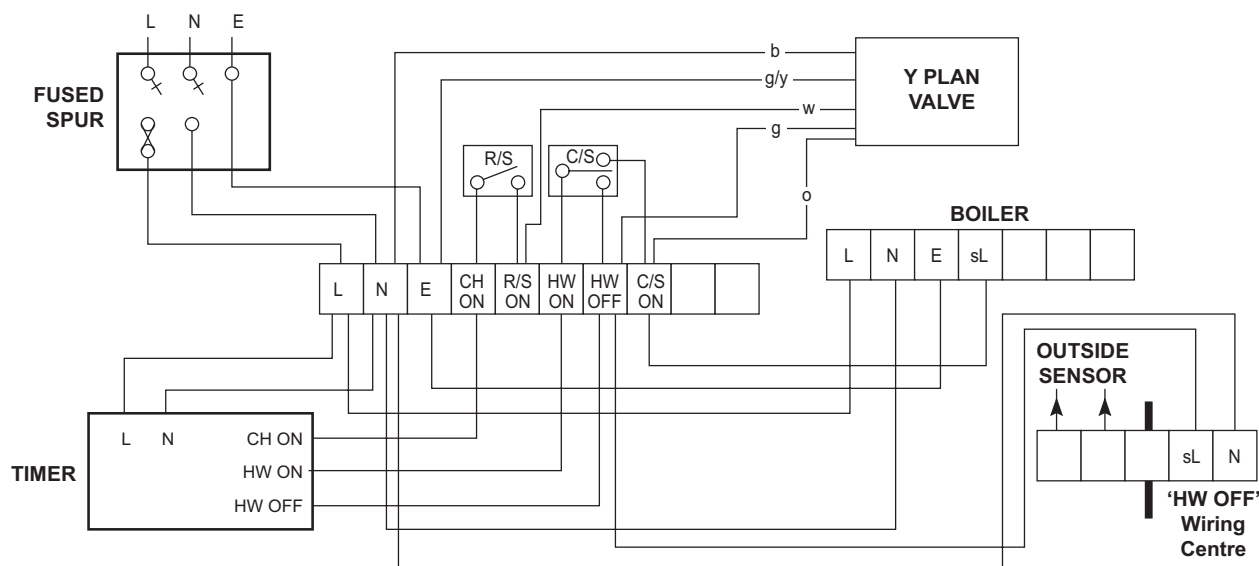 L N E
FUSED
SPUR
b
g/y
w
g
o
Y PLAN
VALVE
R/S
C/S
BOILER
L N E sL
L N E CH ON R/S ON HW ON HW OFF C/S ON
OUTSIDE
SENSOR
sL N
'HW OFF'
Wiring
Centre
TIMER
L N
CH ON
HW ON
HW OFF